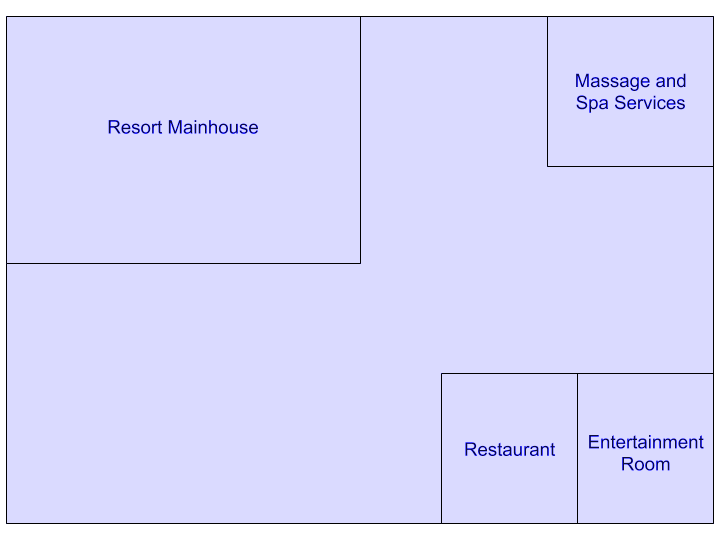 Resort Mainhouse
Massage and
Spa Services
Restaurant
Entertainment
Room